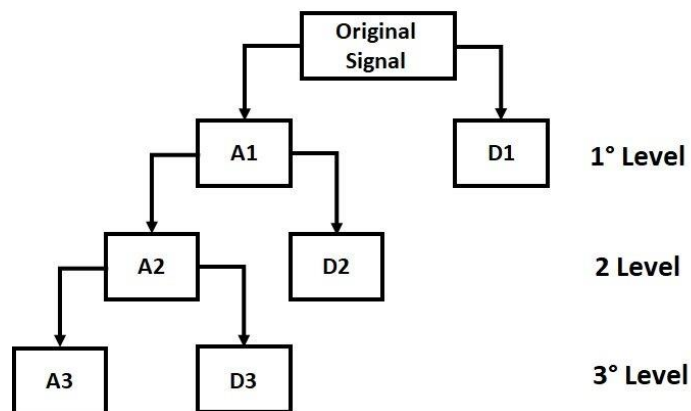 Original
Signal
A1
D1
1° Level
A2
D2
2 Level
A3
D3
3° Level